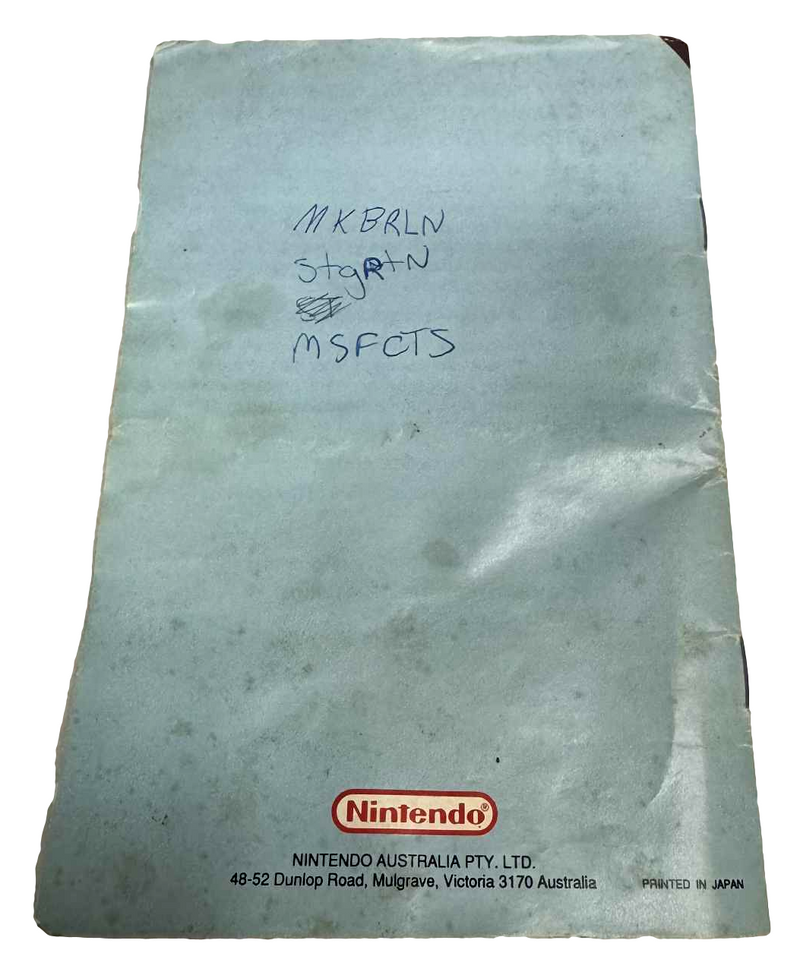 MKBRLN
StgRtN
MSFCTS
Nintendo®
NINTENDO AUSTRALIA PTY. LTD.
48-52 Dunlop Road, Mulgrave, Victoria 3170 Australia
PRINTED IN JAPAN